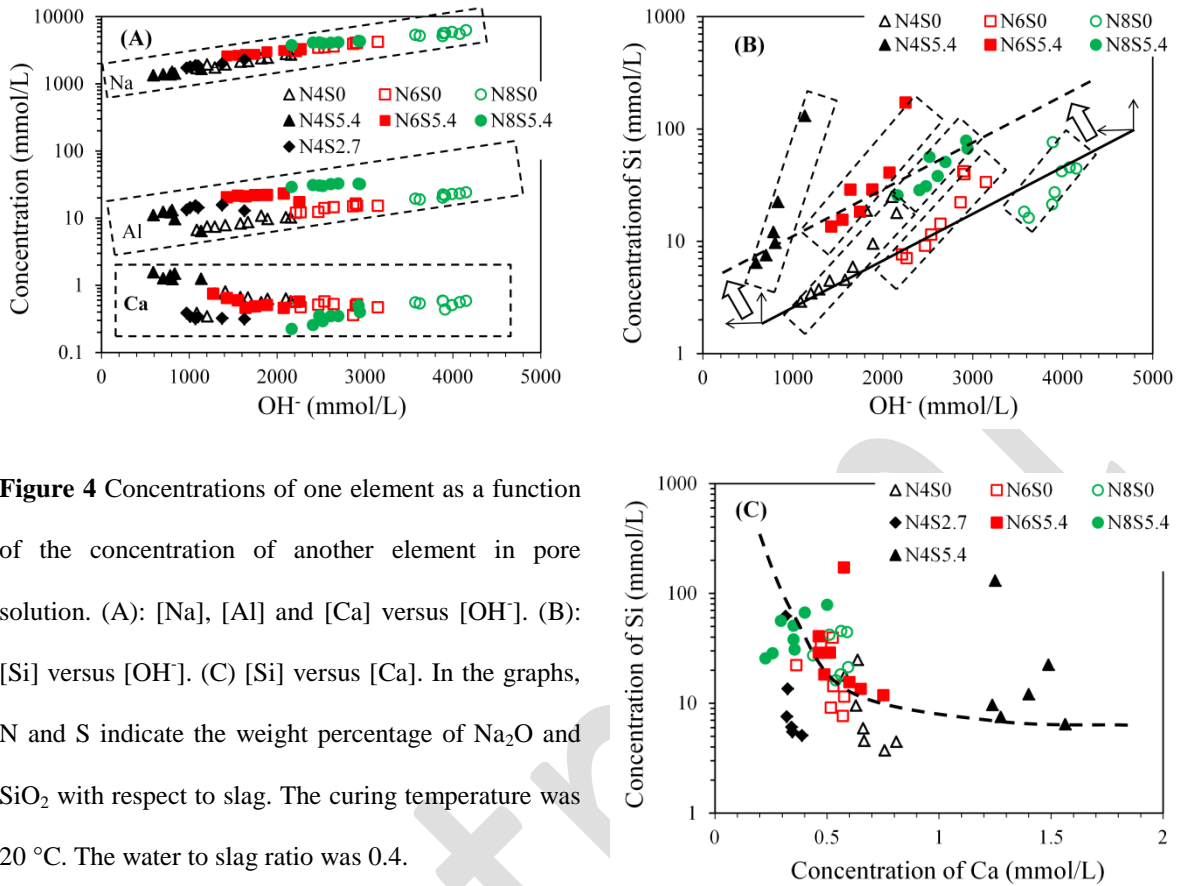 (A)
Concentration (mmol/L)
10000
1000
100
10
1
0.1
Na
Al
Ca
N4S0 N6S0 N8S0
N4S5.4 N6S5.4 N8S5.4
N4S2.7
0 1000 2000 3000 4000 5000
OH⁻ (mmol/L)
(B)
Concentrationof Si (mmol/L)
1000
100
10
1
N4S0 N6S0 N8S0
N4S5.4 N6S5.4 N8S5.4
0 1000 2000 3000 4000 5000
OH⁻ (mmol/L)
Figure 4 Concentrations of one element as a function
of the concentration of another element in pore
solution. (A): [Na], [Al] and [Ca] versus [OH⁻]. (B):
[Si] versus [OH⁻]. (C) [Si] versus [Ca]. In the graphs,
N and S indicate the weight percentage of Na₂O and
SiO₂ with respect to slag. The curing temperature was
20 °C. The water to slag ratio was 0.4.
(C)
Concentration of Si (mmol/L)
1000
100
10
1
N4S0 N6S0 N8S0
N4S2.7 N6S5.4 N8S5.4
N4S5.4
0 0.5 1 1.5 2
Concentration of Ca (mmol/L)